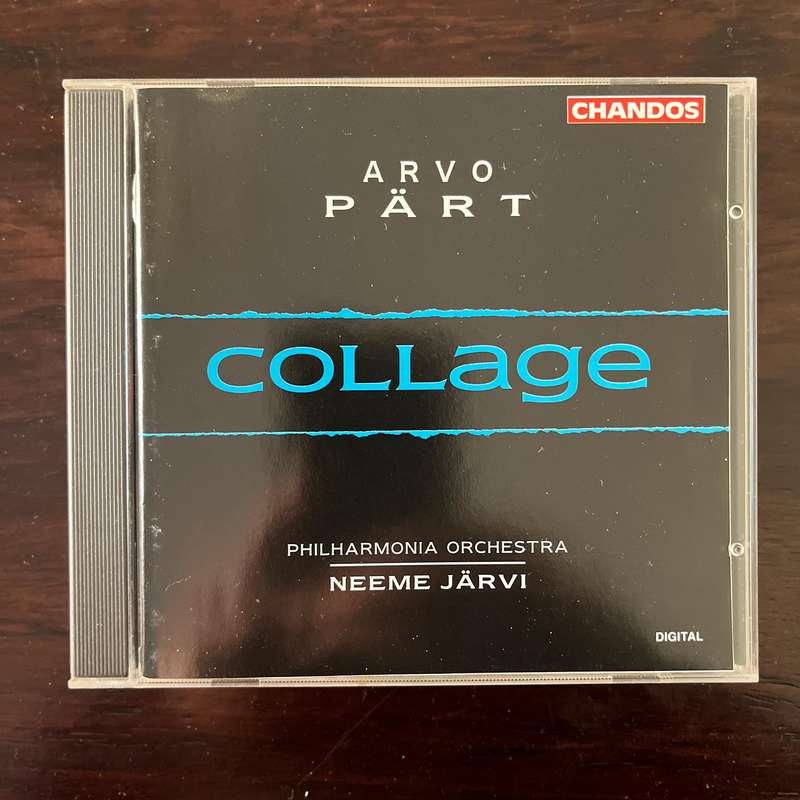 CHANDOS
ARVO
PÄRT
COLLAGE
PHILHARMONIA ORCHESTRA
NEEME JÄRVI
DIGITAL